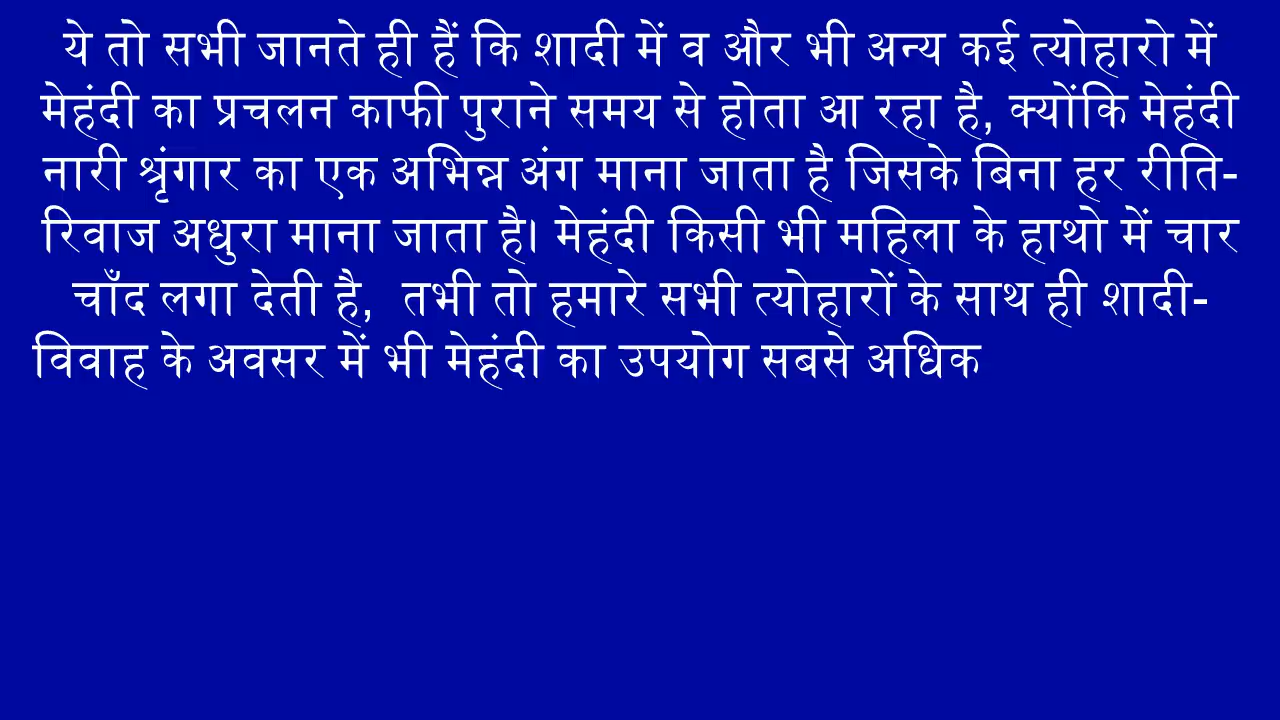 ये तो सभी जानते ही हैं कि शादी में व और भी अन्य कई त्योहारो में
मेहंदी का प्रचलन काफी पुराने समय से होता आ रहा है, क्योंकि मेहंदी
नारी श्रृंगार का एक अभिन्न अंग माना जाता है जिसके बिना हर रीति-
रिवाज अधुरा माना जाता है। मेहंदी किसी भी महिला के हाथो में चार
चाँद लगा देती है, तभी तो हमारे सभी त्योहारों के साथ ही शादी-
विवाह के अवसर में भी मेहंदी का उपयोग सबसे अधिक